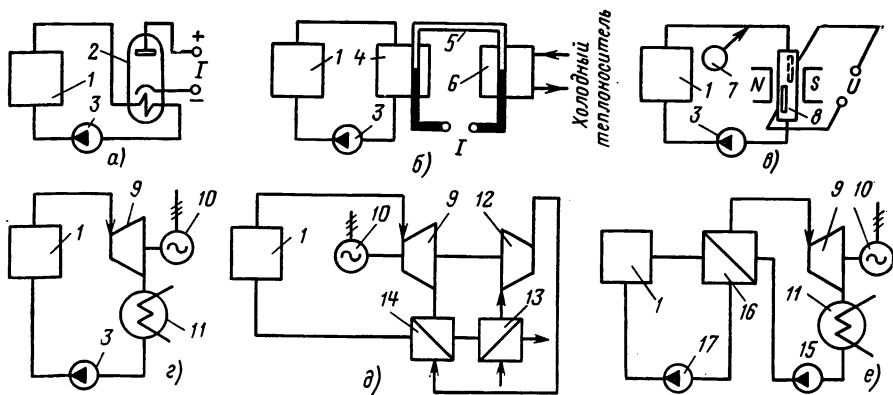 1
2
+
I
–
3
а)
1
4
5
6
3
I
Холодный
теплоноситель
б)
1
7
N
S
U
8
3
в)
1
9
10
11
3
г)
1
10
9
12
14
13
д)
1
16
9
10
11
17
15
е)